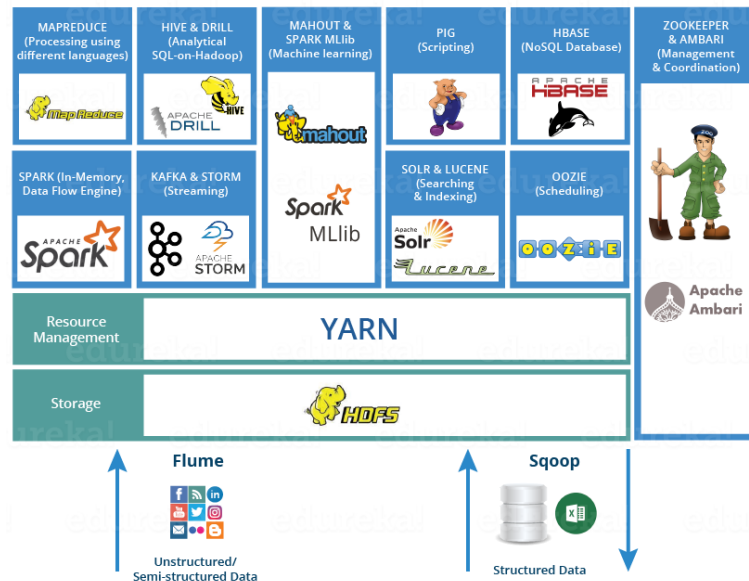 MAPREDUCE
(Processing using
different languages)
MapReduce
HIVE & DRILL
(Analytical
SQL-on-Hadoop)
HIVE
APACHE
DRILL
MAHOUT &
SPARK MLlib
(Machine learning)
mahout
Spark
MLlib
PIG
(Scripting)
HBASE
(NoSQL Database)
APACHE
HBASE
ZOOKEEPER
& AMBARI
(Management
& Coordination)
ZOO
Apache
Ambari
SPARK (In-Memory,
Data Flow Engine)
APACHE
Spark
KAFKA & STORM
(Streaming)
APACHE
STORM
SOLR & LUCENE
(Searching
& Indexing)
Apache
Solr
Lucene
OOZIE
(Scheduling)
OOZIE
Resource
Management
YARN
Storage
HDFS
Flume
Unstructured/
Semi-structured Data
Sqoop
Structured Data
edureka!